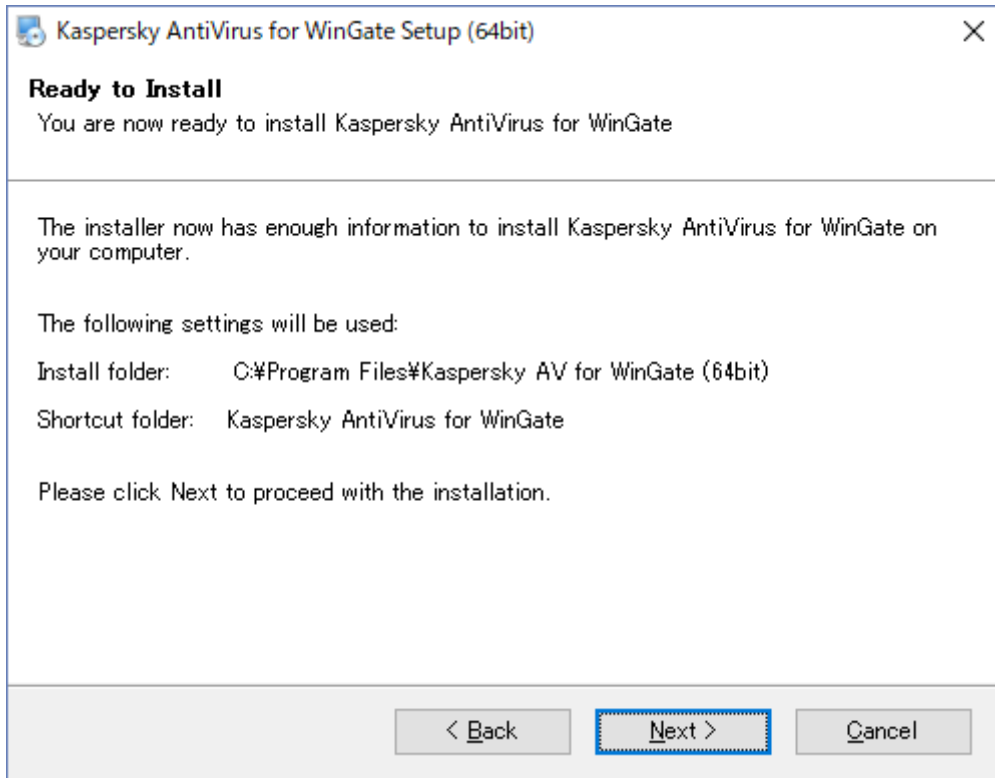 Kaspersky AntiVirus for WinGate Setup (64bit)
Ready to Install
You are now ready to install Kaspersky AntiVirus for WinGate
The installer now has enough information to install Kaspersky AntiVirus for WinGate on
your computer.
The following settings will be used:
Install folder: C:¥Program Files¥Kaspersky AV for WinGate (64bit)
Shortcut folder: Kaspersky AntiVirus for WinGate
Please click Next to proceed with the installation.
< Back Next > Cancel